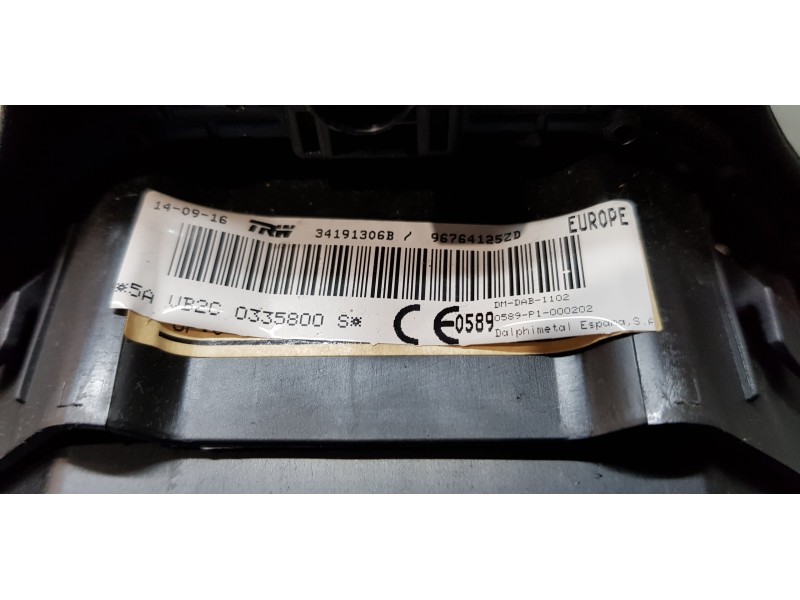 14-09-16 TRW 34191306B / 96764125ZD EUROPE
*5A UB2C 0335800 S*
CE 0589
DM-DAB-1102
0589-P1-000202
Dalphimetal Espana,S.A